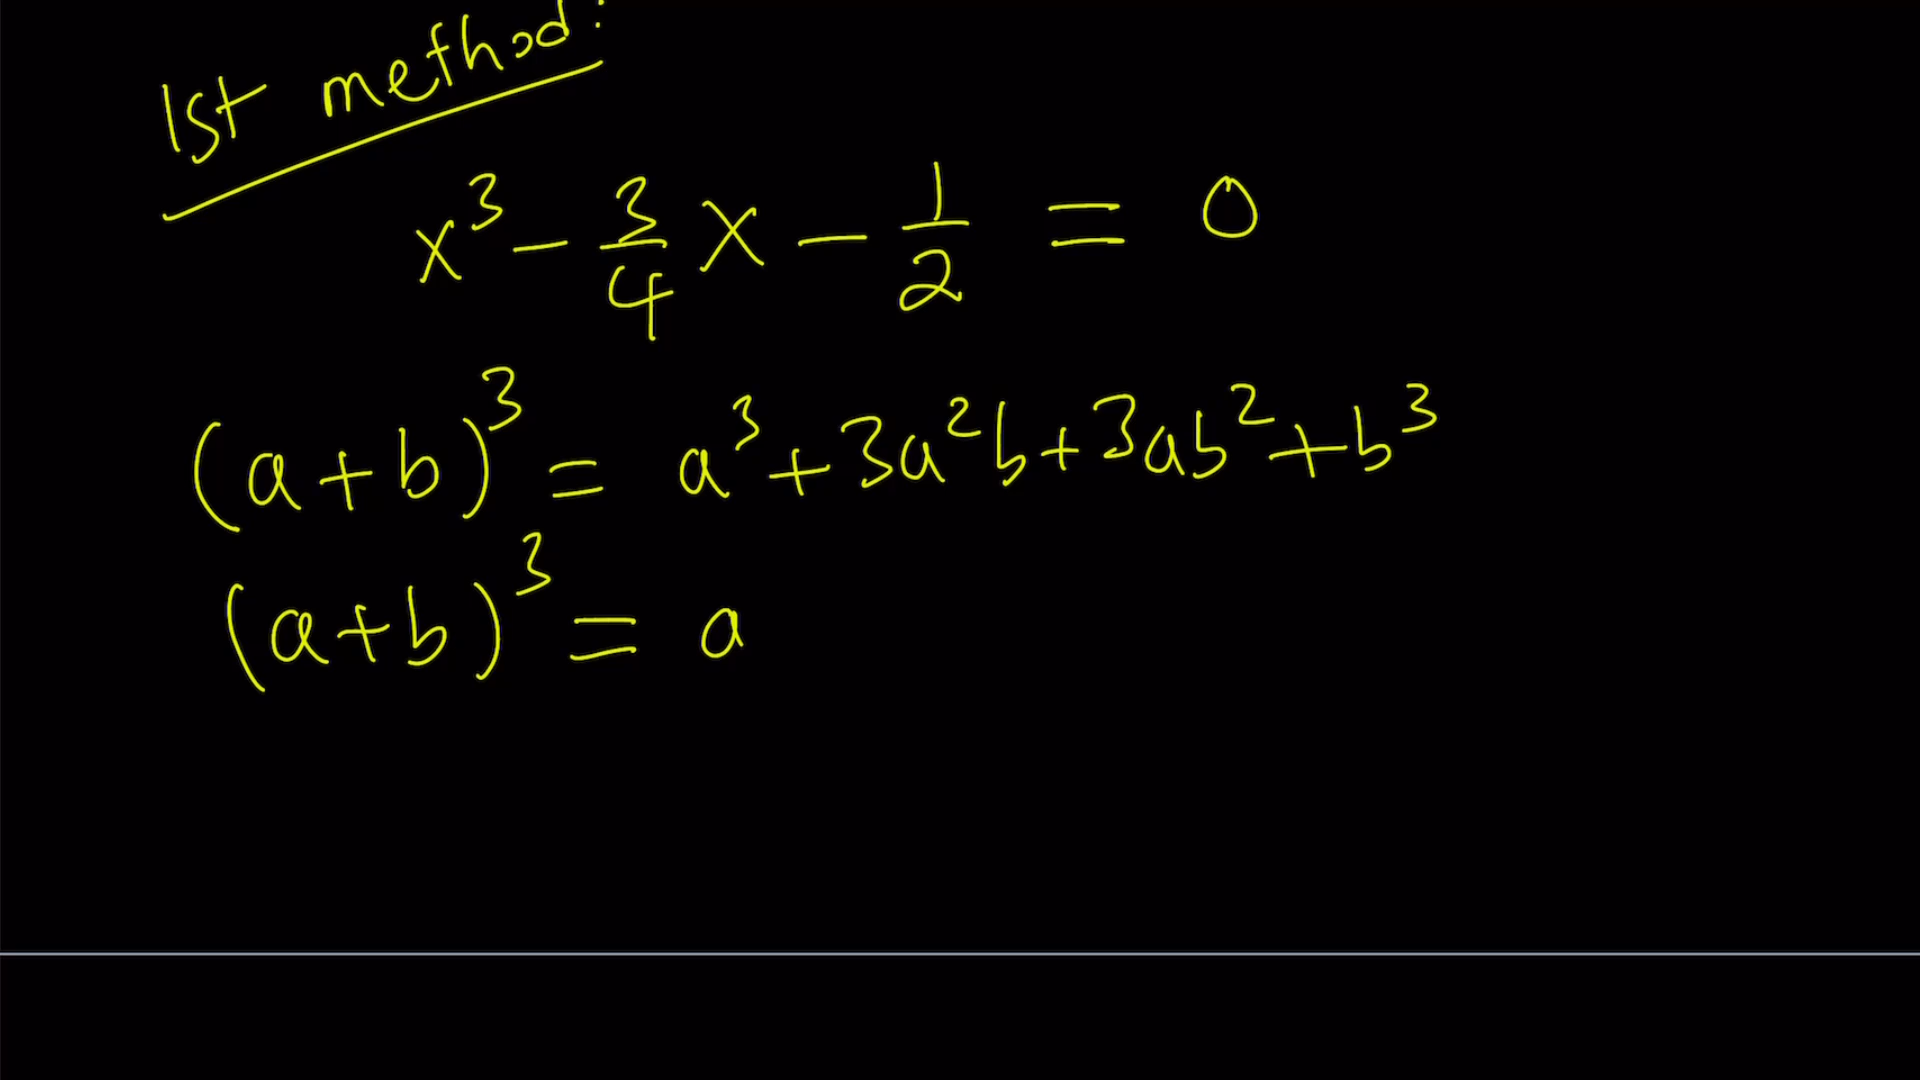 1st method:
x³ - 3/4 x - 1/2 = 0
(a+b)³ = a³+3a²b+3ab²+b³
(a+b)³ = a